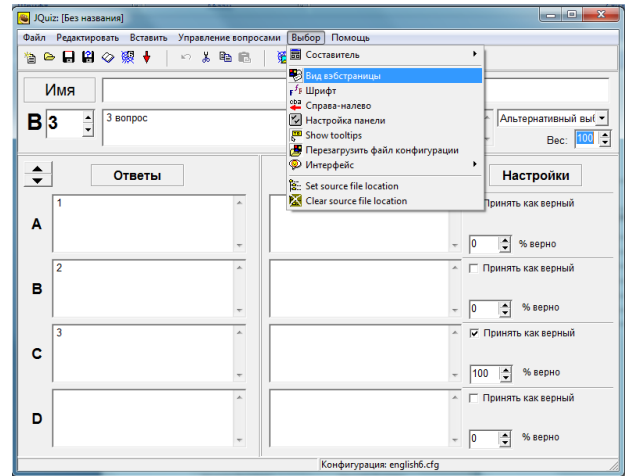 JQuiz: [Без названия]
Файл Редактировать Вставить Управление вопросами Выбор Помощь
Составитель
Вид вэбстраницы
Шрифт
Справа-налево
Настройка панели
Show tooltips
Перезагрузить файл конфигурации
Интерфейс
Set source file location
Clear source file location
Имя
В 3 3 вопрос
Альтернативный выб
Вес: 100
Ответы Настройки
A 1 Принять как верный
0 % верно
B 2 Принять как верный
0 % верно
C 3 Принять как верный
100 % верно
D Принять как верный
0 % верно
Конфигурация: english6.cfg